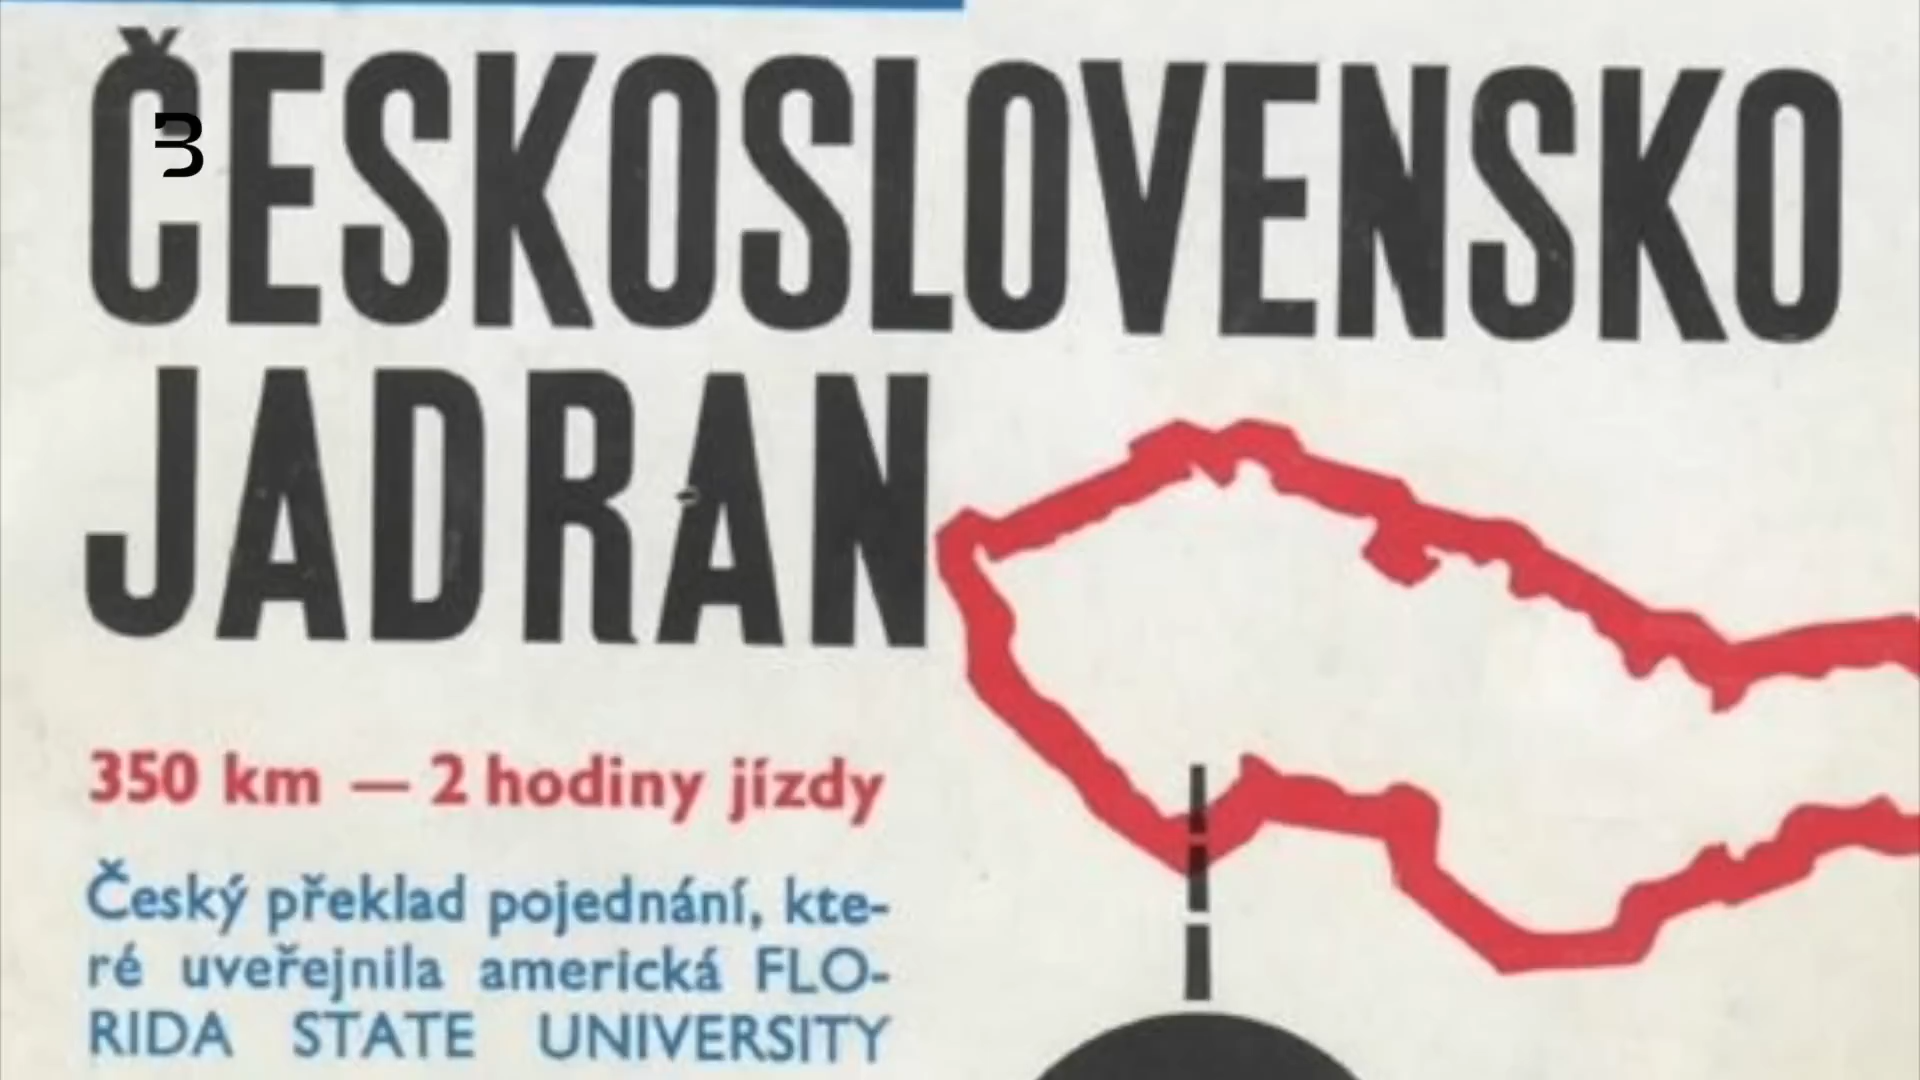 ČESKOSLOVENSKO
JADRAN
350 km — 2 hodiny jízdy
Český překlad pojednání, kte-
ré uveřejnila americká FLO-
RIDA STATE UNIVERSITY